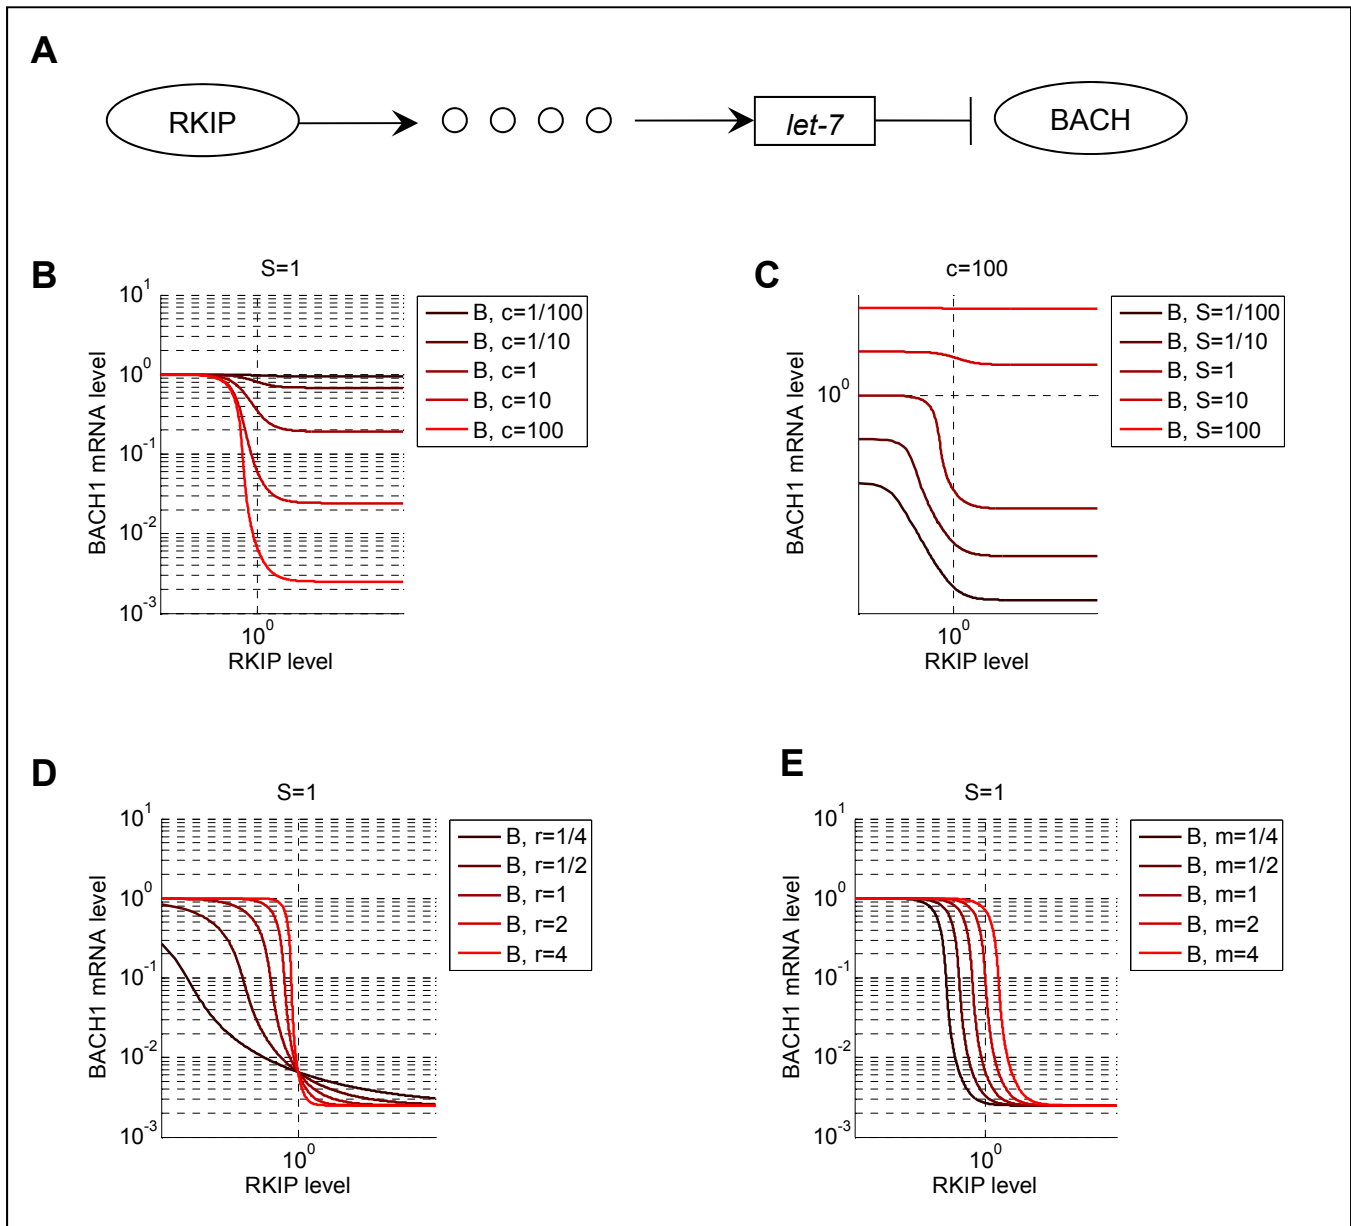 A
RKIP
let-7
BACH
B
S=1
BACH1 mRNA level
10^1
10^0
10^-1
10^-2
10^-3
10^0
RKIP level
B, c=1/100
B, c=1/10
B, c=1
B, c=10
B, c=100
C
c=100
BACH1 mRNA level
10^0
10^0
RKIP level
B, S=1/100
B, S=1/10
B, S=1
B, S=10
B, S=100
D
S=1
BACH1 mRNA level
10^1
10^0
10^-1
10^-2
10^-3
10^0
RKIP level
B, r=1/4
B, r=1/2
B, r=1
B, r=2
B, r=4
E
S=1
BACH1 mRNA level
10^1
10^0
10^-1
10^-2
10^-3
10^0
RKIP level
B, m=1/4
B, m=1/2
B, m=1
B, m=2
B, m=4